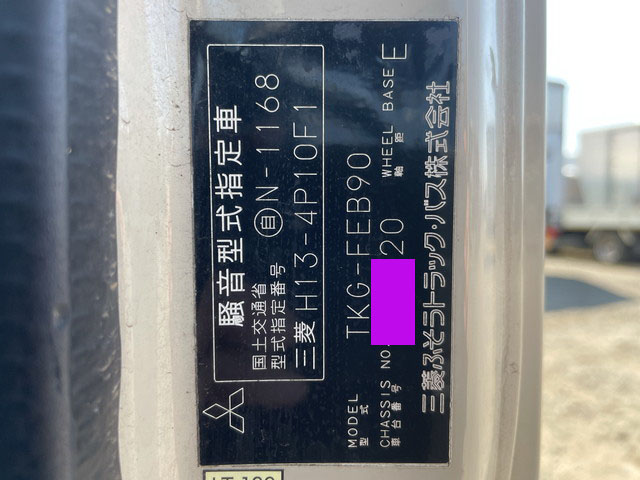 騒音型式指定車
国土交通省
型式指定番号 自N-1168
三菱 H13-4P10F1
MODEL TKG-FEB90
型式
CHASSIS NO. 20 WHEEL BASE E
車台番号 軸距
三菱ふそうトラック・バス株式会社